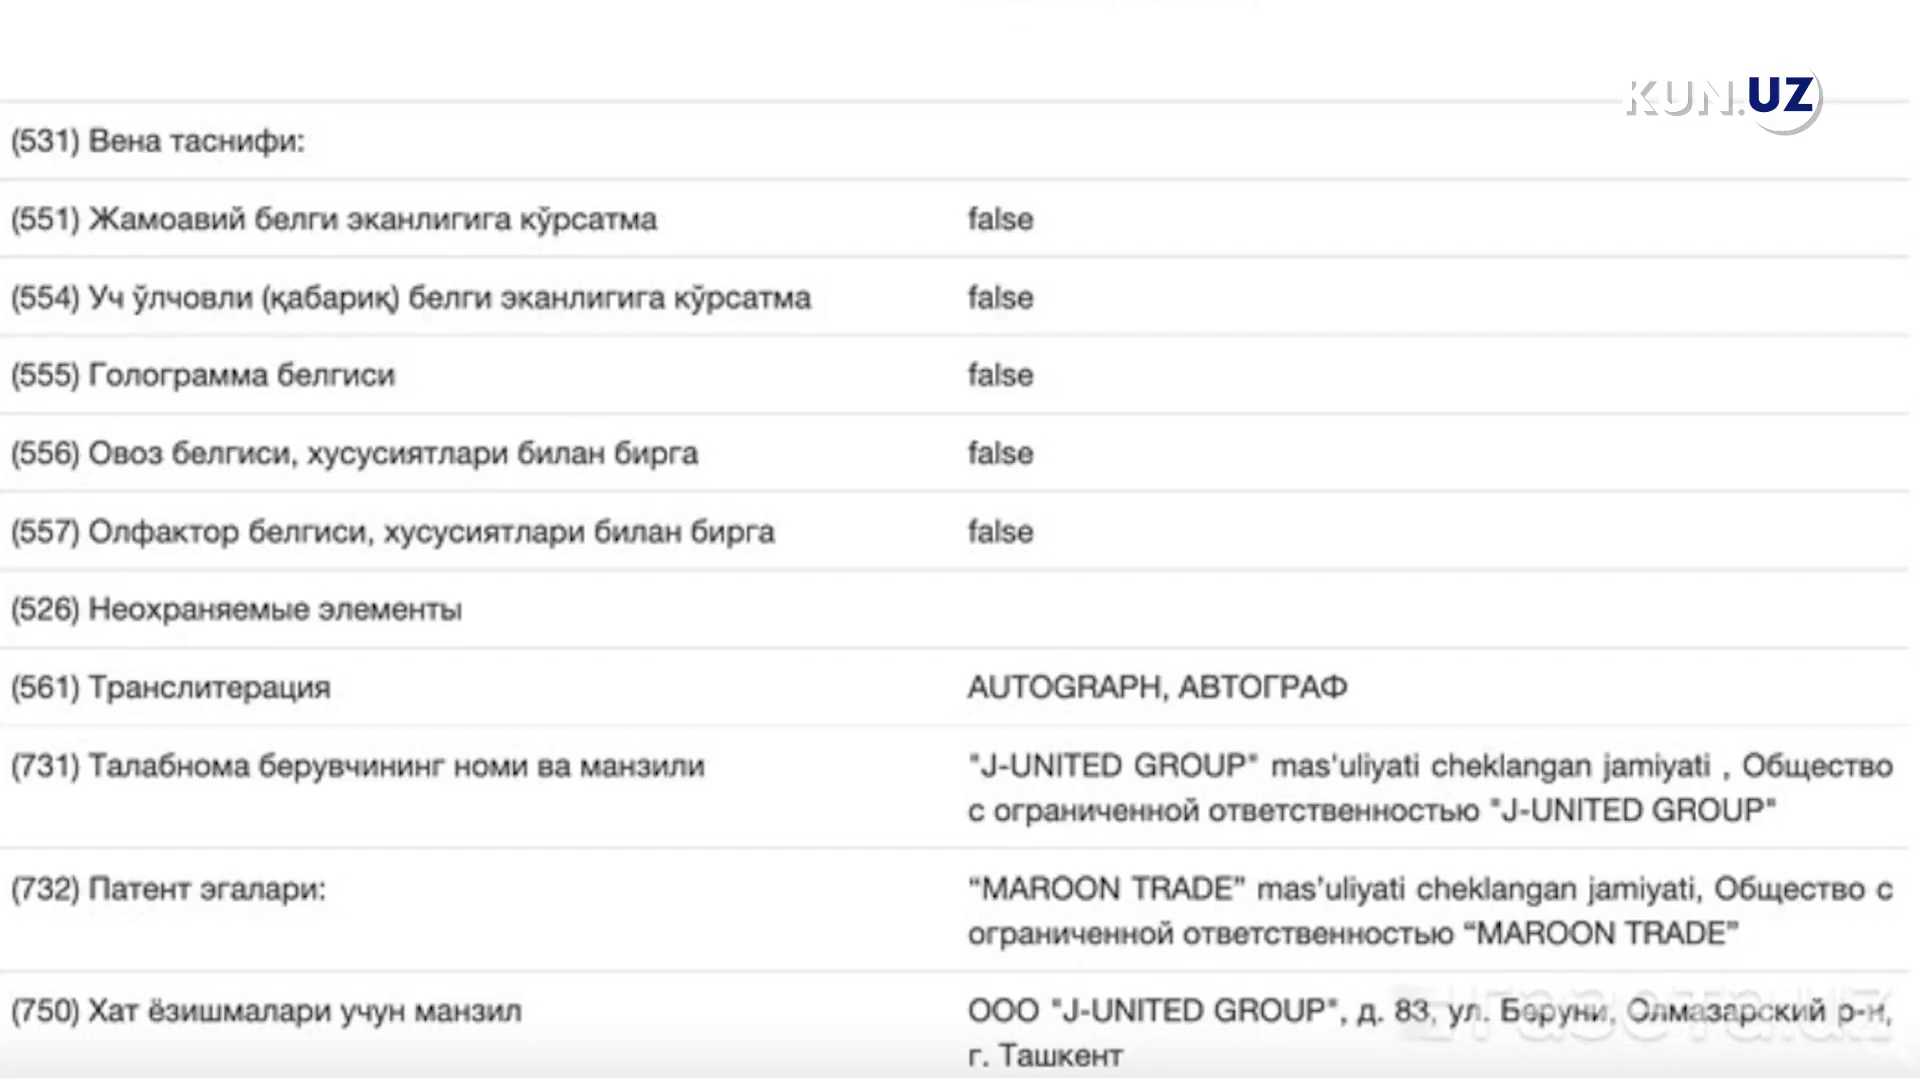 KUN.UZ
(531) Вена таснифи:
(551) Жамоавий белги эканлигига кўрсатма false
(554) Уч ўлчовли (қабариқ) белги эканлигига кўрсатма false
(555) Голограмма белгиси false
(556) Овоз белгиси, хусусиятлари билан бирга false
(557) Олфактор белгиси, хусусиятлари билан бирга false
(526) Неохраняемые элементы
(561) Транслитерация AUTOGRAPH, АВТОГРАФ
(731) Талабнома берувчининг номи ва манзили "J-UNITED GROUP" mas'uliyati cheklangan jamiyati , Общество
с ограниченной ответственностью "J-UNITED GROUP"
(732) Патент эгалари: “MAROON TRADE” mas’uliyati cheklangan jamiyati, Общество с
ограниченной ответственностью “MAROON TRADE”
(750) Хат ёзишмалари учун манзил ООО "J-UNITED GROUP", д. 83, ул. Беруни, Олмазарский р-н,
г. Ташкент